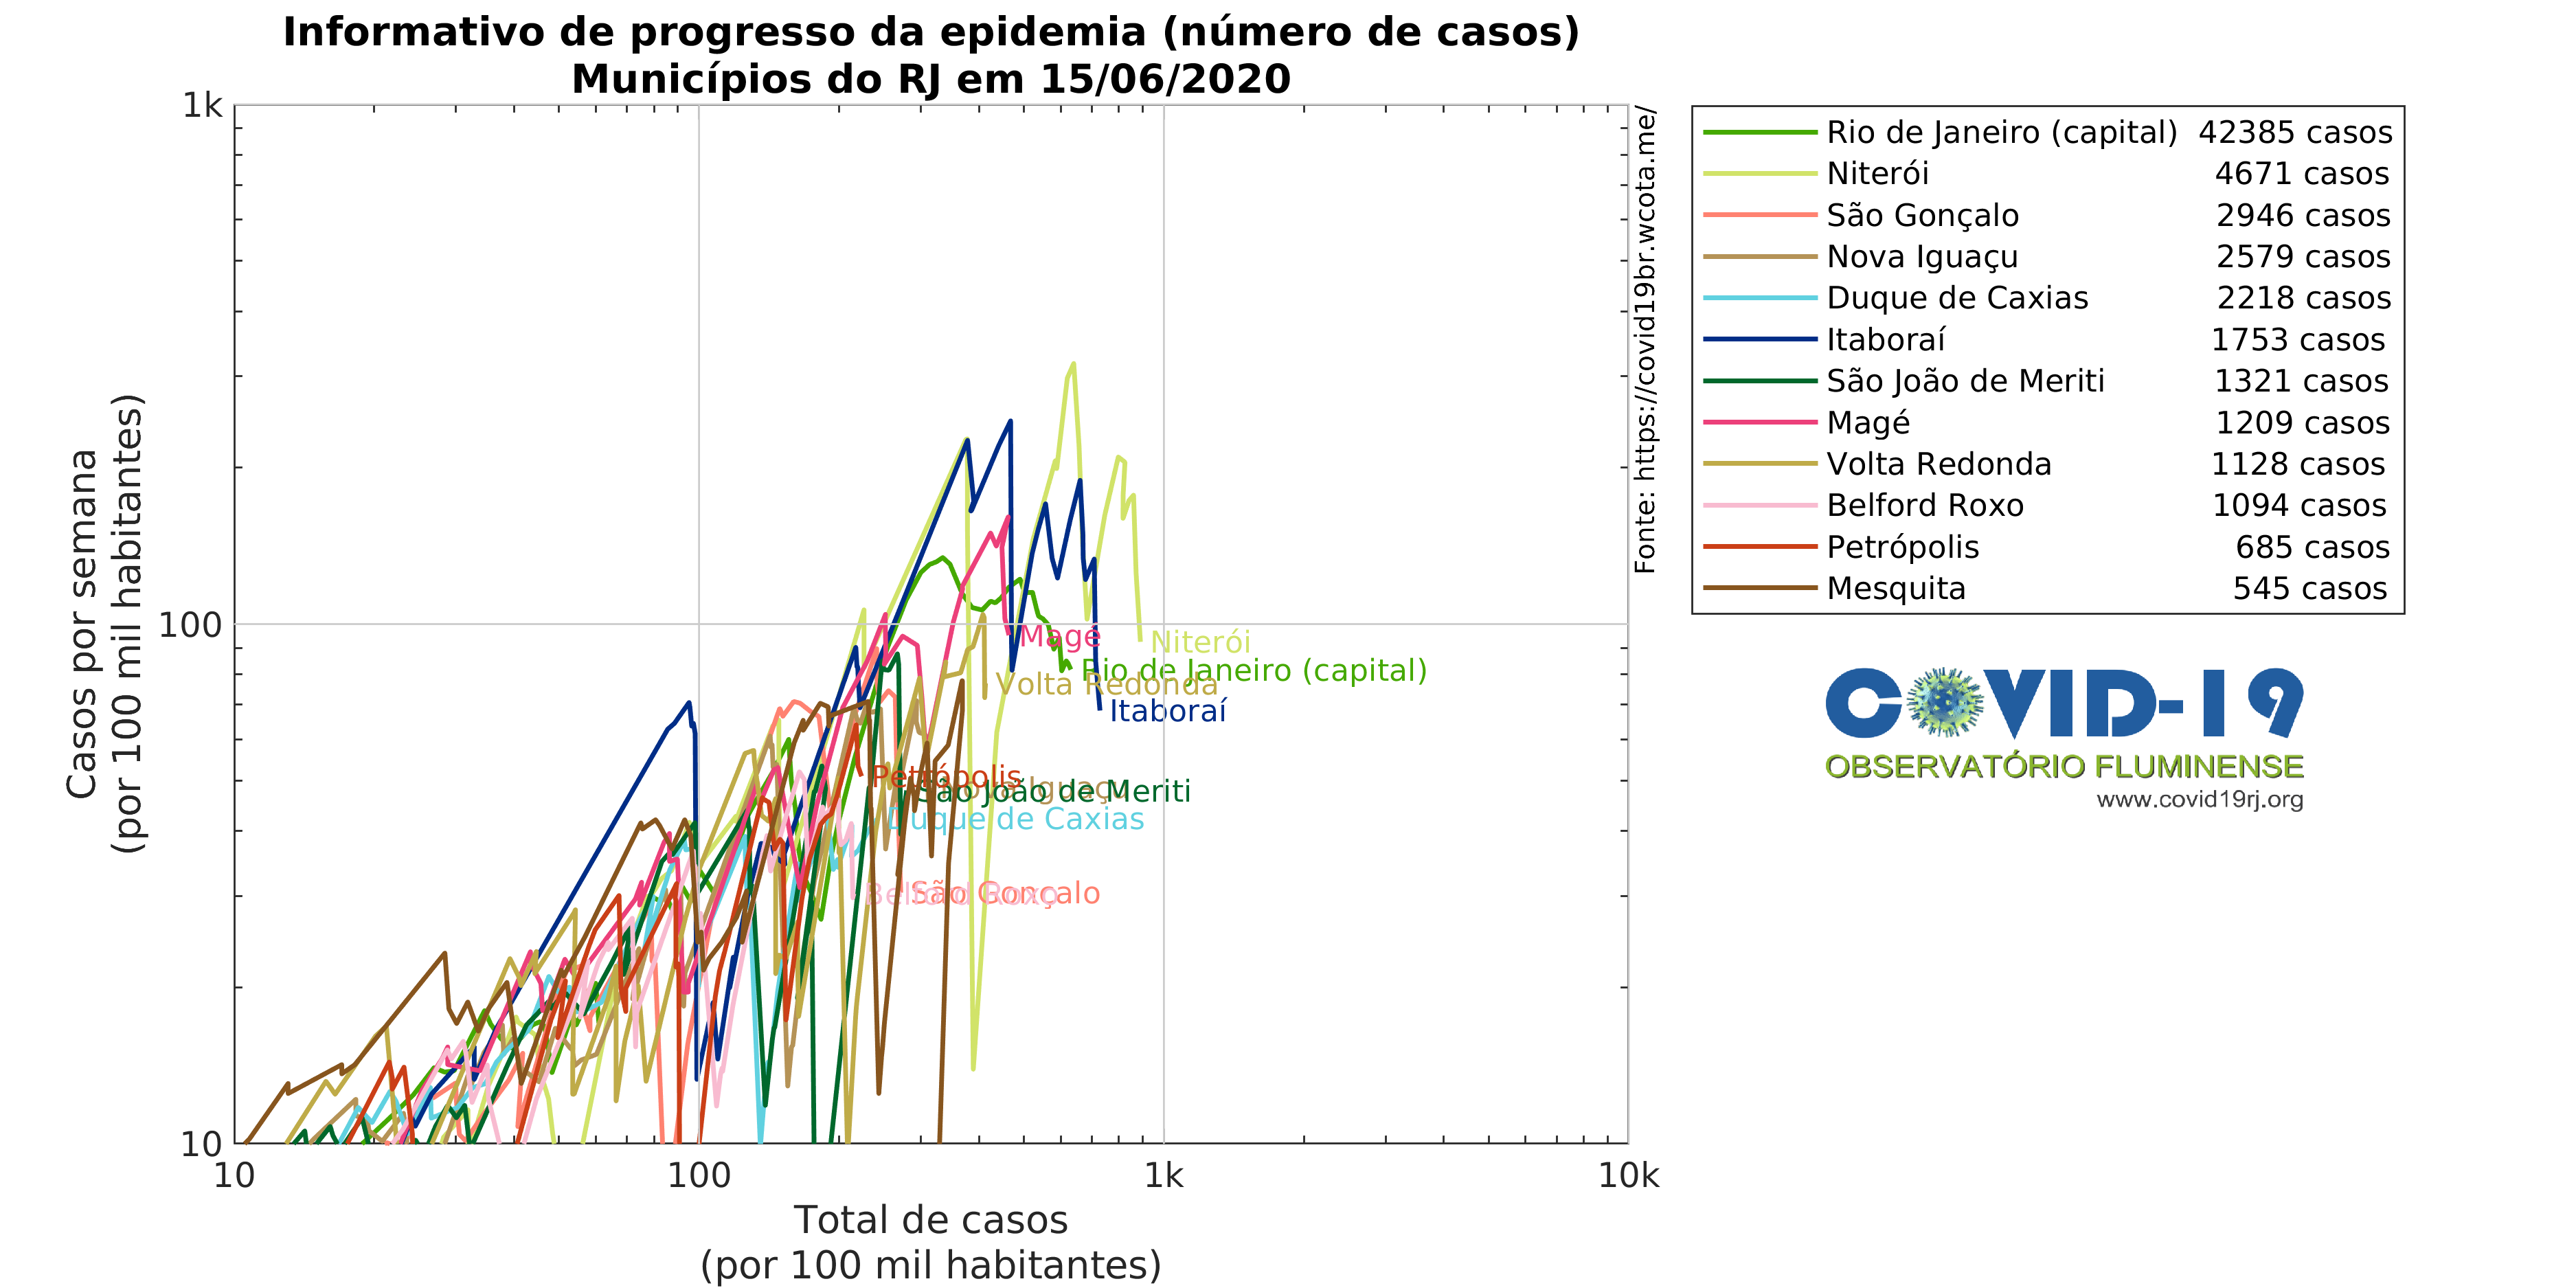 Informativo de progresso da epidemia (número de casos)
Municípios do RJ em 15/06/2020
1k
100
10
Casos por semana
(por 100 mil habitantes)
10 100 1k 10k
Total de casos
(por 100 mil habitantes)
Magé
Niterói
Rio de Janeiro (capital)
Volta Redonda
Itaboraí
Petrópolis
Nova Iguaçu
São João de Meriti
Duque de Caxias
Belford Roxo
São Gonçalo
Fonte: https://covid19br.wcota.me/
Rio de Janeiro (capital) 42385 casos
Niterói 4671 casos
São Gonçalo 2946 casos
Nova Iguaçu 2579 casos
Duque de Caxias 2218 casos
Itaboraí 1753 casos
São João de Meriti 1321 casos
Magé 1209 casos
Volta Redonda 1128 casos
Belford Roxo 1094 casos
Petrópolis 685 casos
Mesquita 545 casos
COVID-19
OBSERVATÓRIO FLUMINENSE
www.covid19rj.org